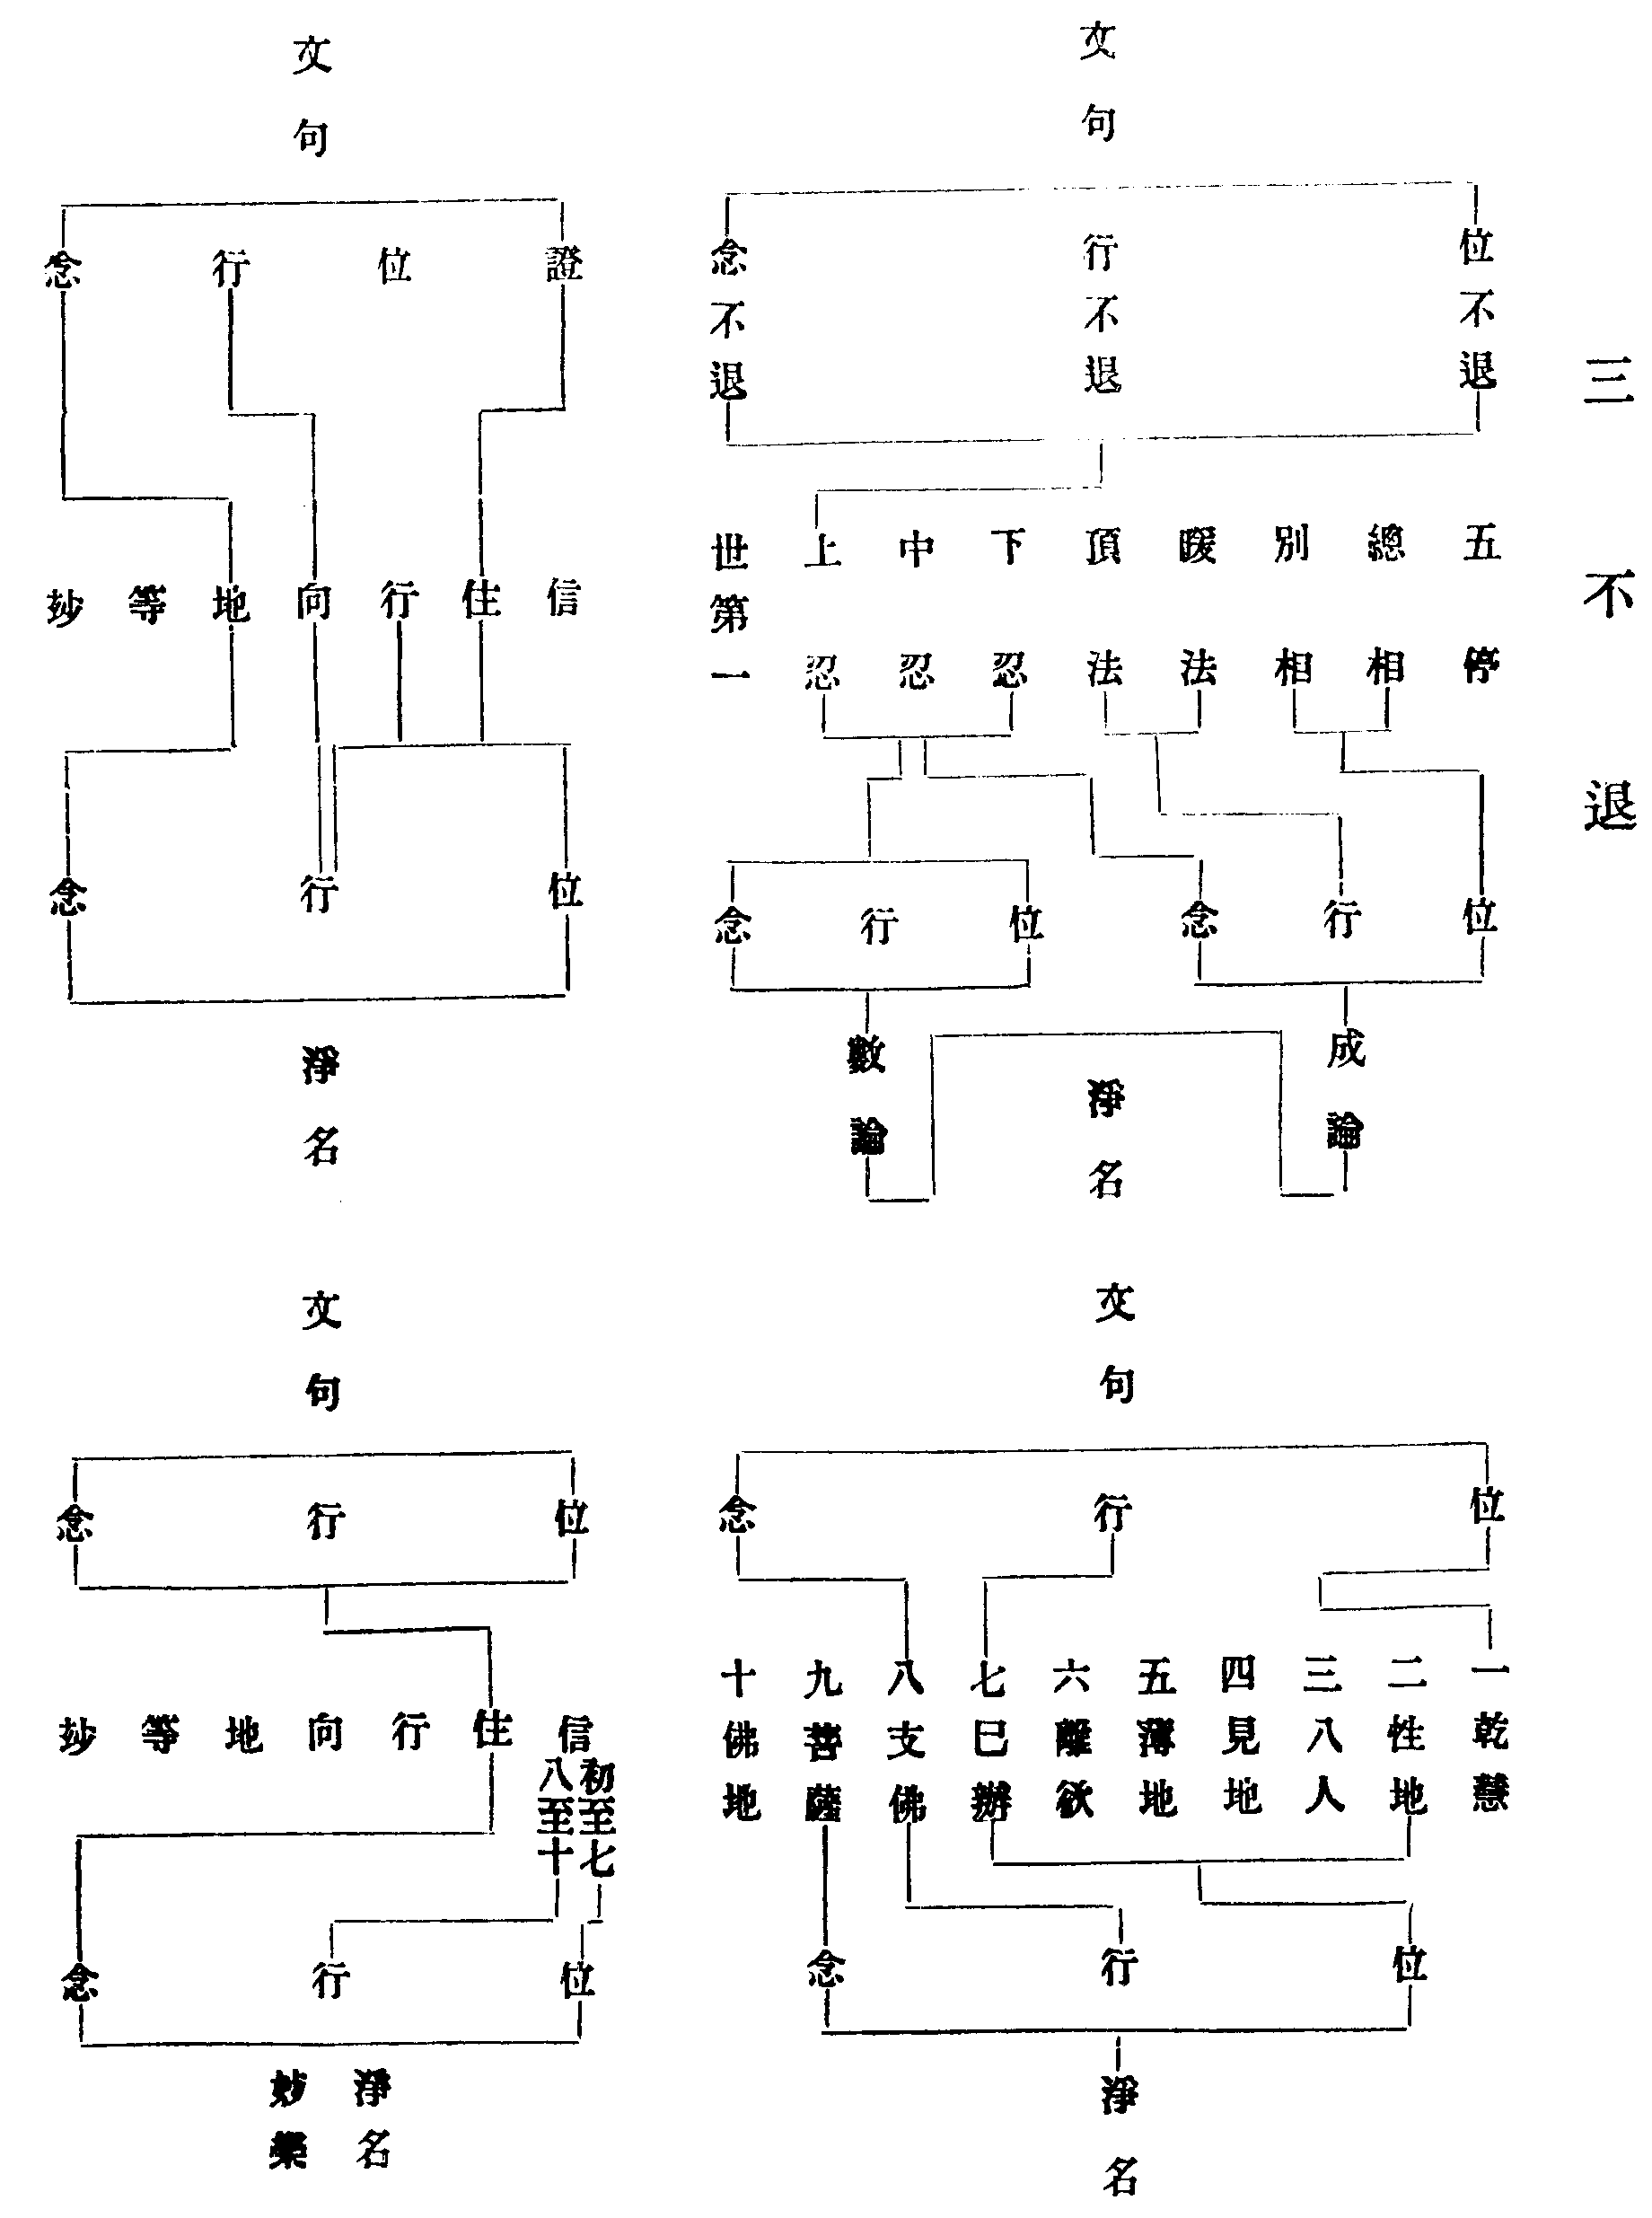 三不退
文句
位不退
行不退
念不退
五停
總相
別相
暖法
頂法
下忍
中忍
上忍
世第一
位
行
念
位
行
念
成論
數論
淨名
文句
證
位
行
念
信
住
行
向
地
等
玅
位
行
念
淨名
文句
位
行
念
一乾慧
二性地
三八人
四見地
五薄地
六離欲
七巳辦
八支佛
九菩薩
十佛地
位
行
念
淨名
文句
位
行
念
信
住
行
向
地
等
玅
初至七
八至十
位
行
念
淨名
妙樂